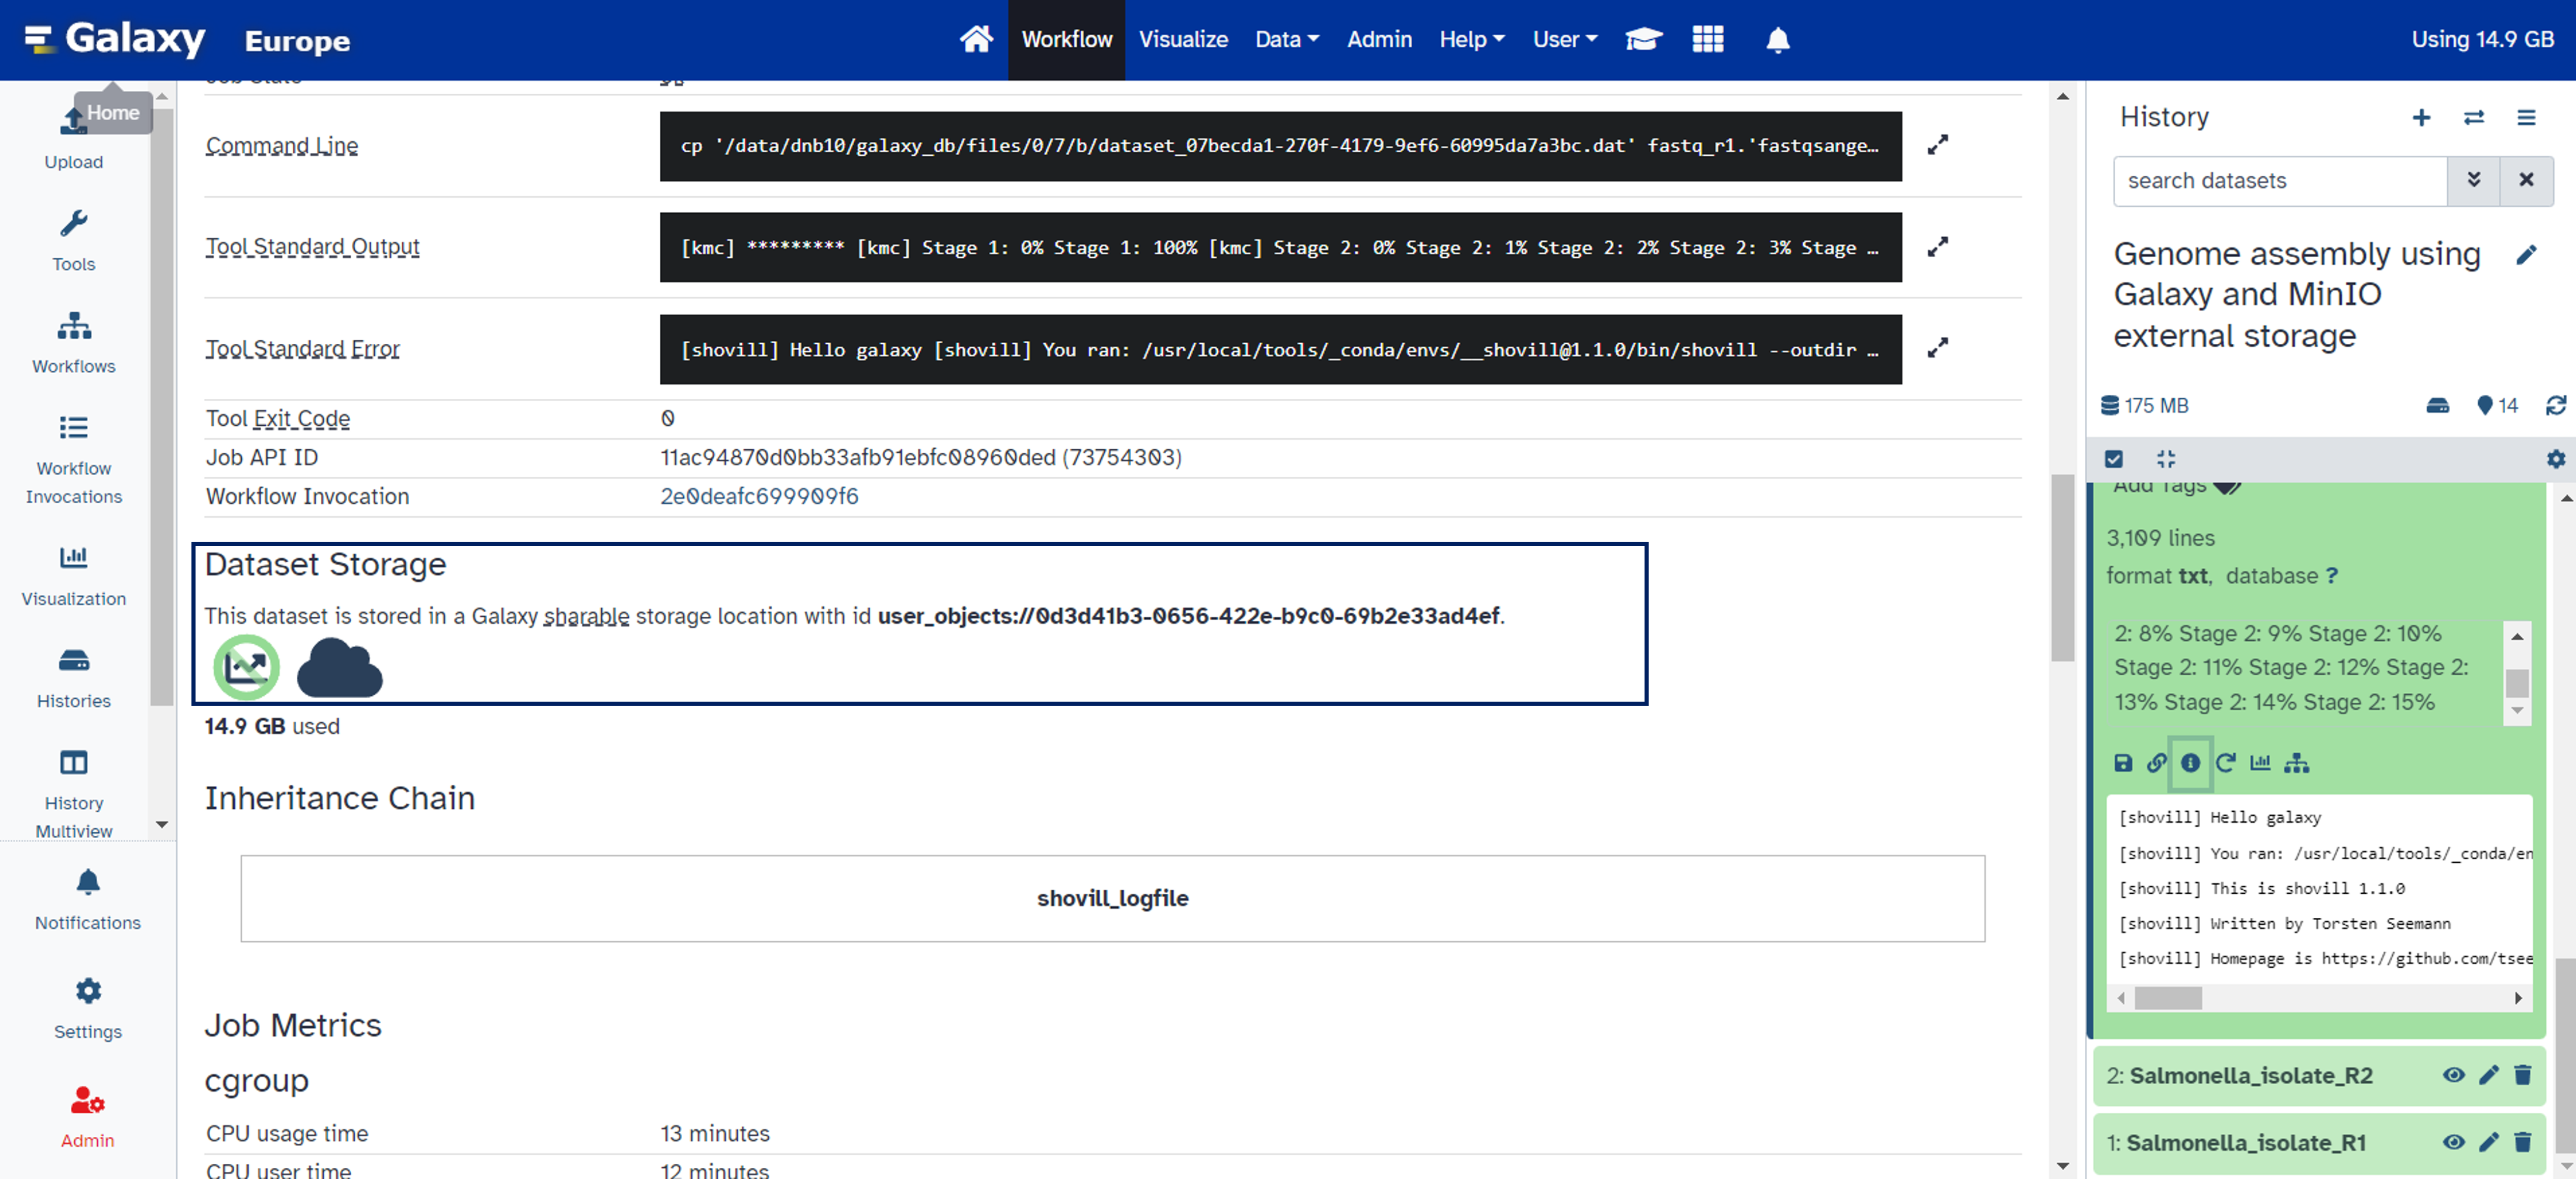 Galaxy Europe
Workflow Visualize Data Admin Help User
Using 14.9 GB
Home
Upload
Tools
Workflows
Workflow
Invocations
Visualization
Histories
History
Multiview
Notifications
Settings
Admin
Job State
Command Line
cp '/data/dnb10/galaxy_db/files/0/7/b/dataset_07becda1-270f-4179-9ef6-60995da7a3bc.dat' fastq_r1.'fastqsange…
Tool Standard Output
[kmc] ********* [kmc] Stage 1: 0% Stage 1: 100% [kmc] Stage 2: 0% Stage 2: 1% Stage 2: 2% Stage 2: 3% Stage …
Tool Standard Error
[shovill] Hello galaxy [shovill] You ran: /usr/local/tools/_conda/envs/__shovill@1.1.0/bin/shovill --outdir …
Tool Exit Code 0
Job API ID 11ac94870d0bb33afb91ebfc08960ded (73754303)
Workflow Invocation 2e0deafc699909f6
Dataset Storage
This dataset is stored in a Galaxy sharable storage location with id user_objects://0d3d41b3-0656-422e-b9c0-69b2e33ad4ef.
14.9 GB used
Inheritance Chain
shovill_logfile
Job Metrics
cgroup
CPU usage time 13 minutes
CPU user time 12 minutes
History
search datasets
Genome assembly using
Galaxy and MinIO
external storage
175 MB 14
Add Tags
3,109 lines
format txt, database ?
2: 8% Stage 2: 9% Stage 2: 10%
Stage 2: 11% Stage 2: 12% Stage 2:
13% Stage 2: 14% Stage 2: 15%
[shovill] Hello galaxy
[shovill] You ran: /usr/local/tools/_conda/en
[shovill] This is shovill 1.1.0
[shovill] Written by Torsten Seemann
[shovill] Homepage is https://github.com/tsee
2: Salmonella_isolate_R2
1: Salmonella_isolate_R1